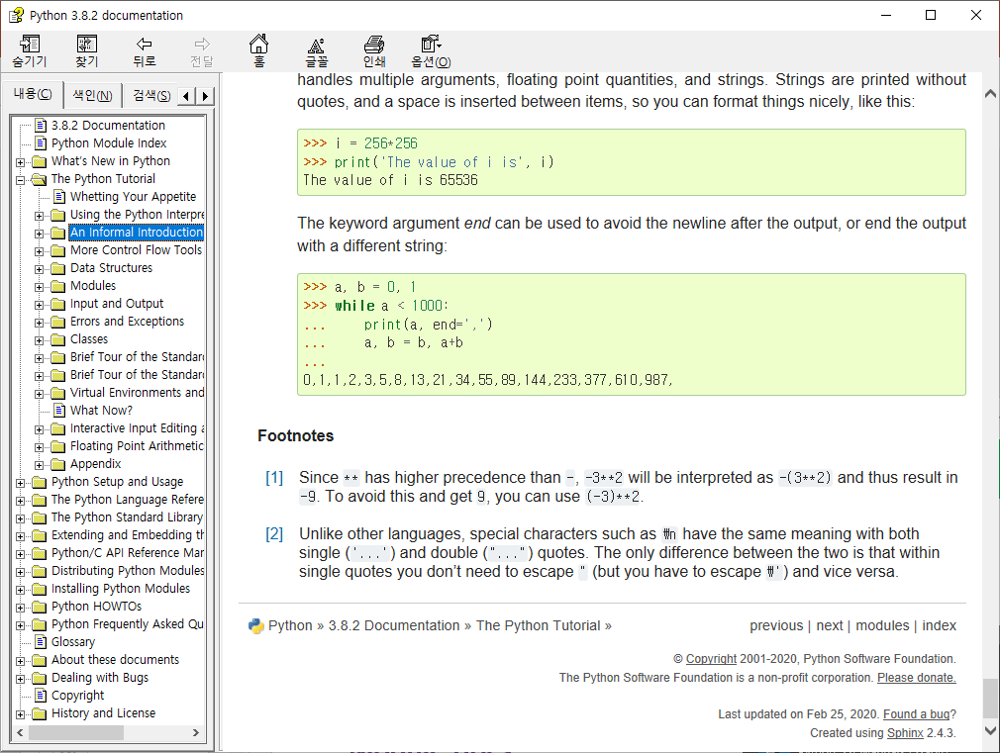 Python 3.8.2 documentation
숨기기 찾기 뒤로 전달 홈 글꼴 인쇄 옵션(O)
내용(C) 색인(N) 검색(S)
3.8.2 Documentation
Python Module Index
What's New in Python
The Python Tutorial
Whetting Your Appetite
Using the Python Interpre
An Informal Introduction
More Control Flow Tools
Data Structures
Modules
Input and Output
Errors and Exceptions
Classes
Brief Tour of the Standar
Brief Tour of the Standar
Virtual Environments and
What Now?
Interactive Input Editing a
Floating Point Arithmetic
Appendix
Python Setup and Usage
The Python Language Refere
The Python Standard Library
Extending and Embedding th
Python/C API Reference Mar
Distributing Python Modules
Installing Python Modules
Python HOWTOs
Python Frequently Asked Qu
Glossary
About these documents
Dealing with Bugs
Copyright
History and License
handles multiple arguments, floating point quantities, and strings. Strings are printed without
quotes, and a space is inserted between items, so you can format things nicely, like this:
>>> i = 256*256
>>> print('The value of i is', i)
The value of i is 65536
The keyword argument end can be used to avoid the newline after the output, or end the output
with a different string:
>>> a, b = 0, 1
>>> while a < 1000:
...     print(a, end=',')
...     a, b = b, a+b
...
0,1,1,2,3,5,8,13,21,34,55,89,144,233,377,610,987,
Footnotes
[1] Since ** has higher precedence than -, -3**2 will be interpreted as -(3**2) and thus result in
-9. To avoid this and get 9, you can use (-3)**2.
[2] Unlike other languages, special characters such as ₩n have the same meaning with both
single ('...') and double ("...") quotes. The only difference between the two is that within
single quotes you don't need to escape " (but you have to escape ₩') and vice versa.
Python » 3.8.2 Documentation » The Python Tutorial » previous | next | modules | index
© Copyright 2001-2020, Python Software Foundation.
The Python Software Foundation is a non-profit corporation. Please donate.
Last updated on Feb 25, 2020. Found a bug?
Created using Sphinx 2.4.3.